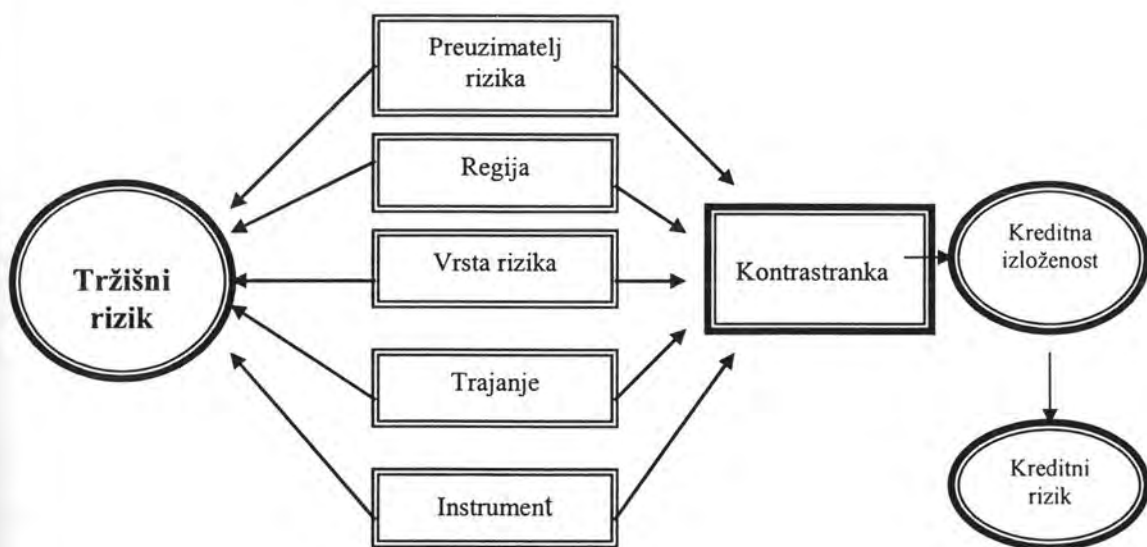 Preuzimatelj
rizika
Regija
Vrsta rizika
Trajanje
Instrument
Tržišni
rizik
Kontrastranka
Kreditna
izloženost
Kreditni
rizik